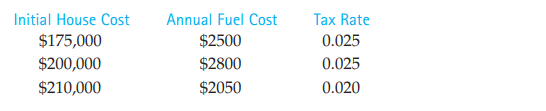 Initial House Cost Annual Fuel Cost Tax Rate
$175,000 $2500 0.025
$200,000 $2800 0.025
$210,000 $2050 0.020